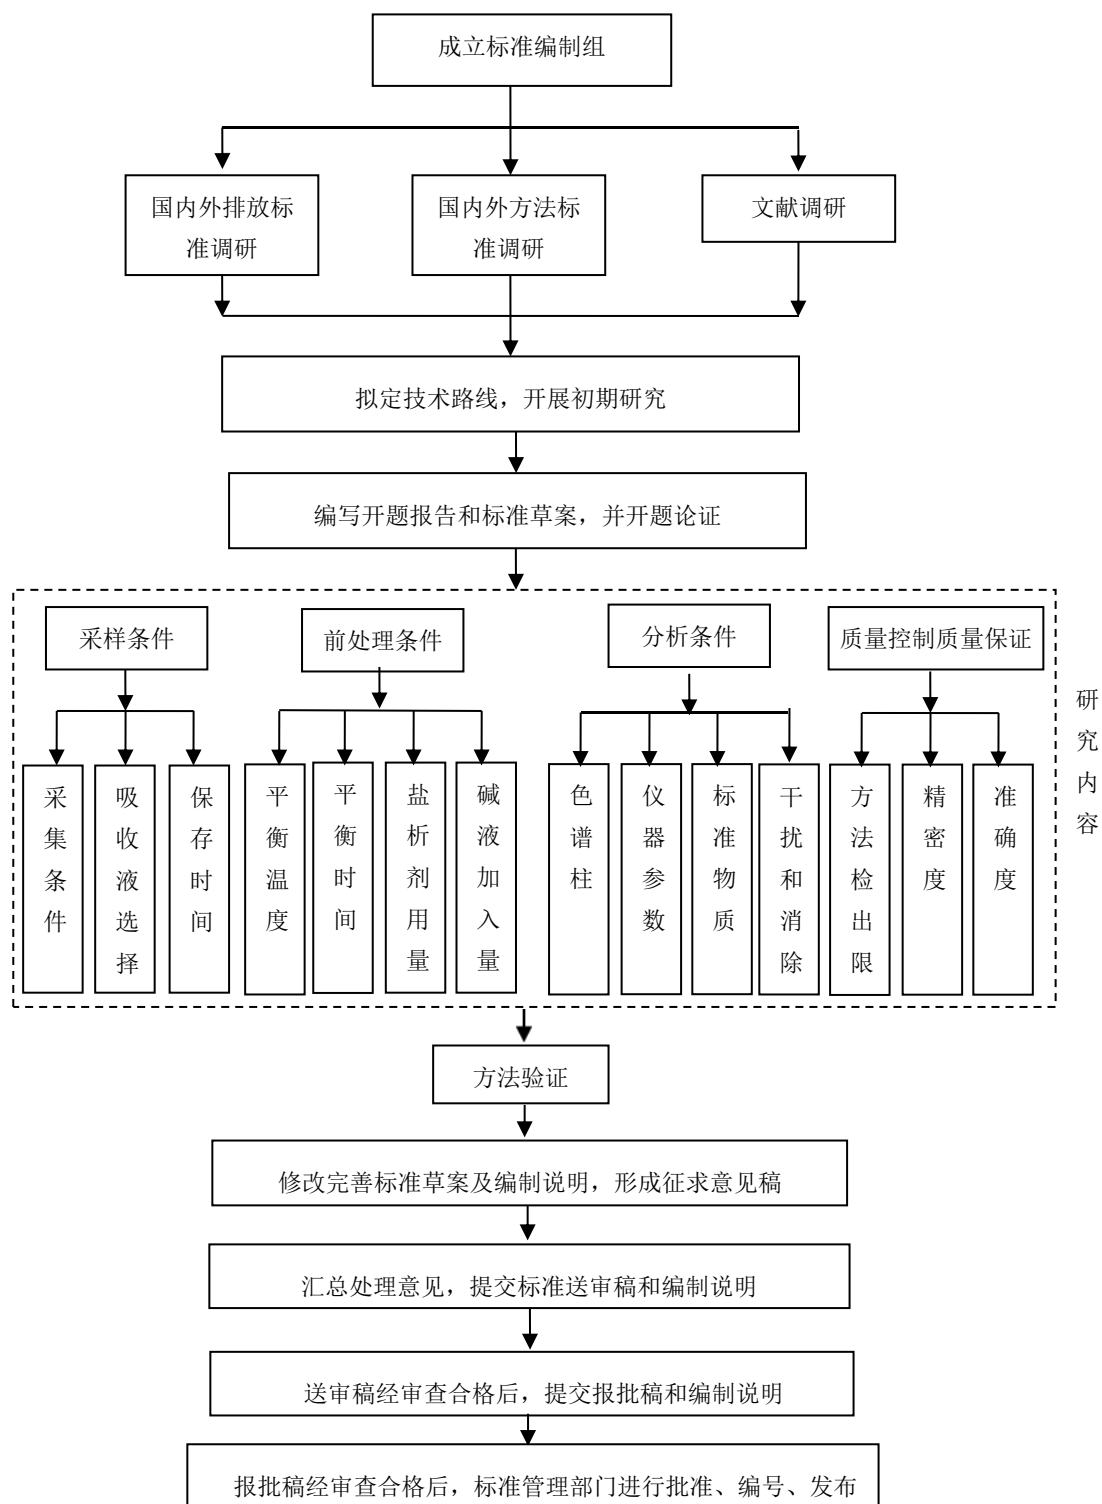 成立标准编制组
国内外排放标
准调研
国内外方法标
准调研
文献调研
拟定技术路线，开展初期研究
编写开题报告和标准草案，并开题论证
采样条件
前处理条件
分析条件
质量控制质量保证
研究内容
采集条件
吸收液选择
保存时间
平衡温度
平衡时间
盐析剂用量
碱液加入量
色谱柱
仪器参数
标准物质
干扰和消除
方法检出限
精密度
准确度
方法验证
修改完善标准草案及编制说明，形成征求意见稿
汇总处理意见，提交标准送审稿和编制说明
送审稿经审查合格后，提交报批稿和编制说明
报批稿经审查合格后，标准管理部门进行批准、编号、发布